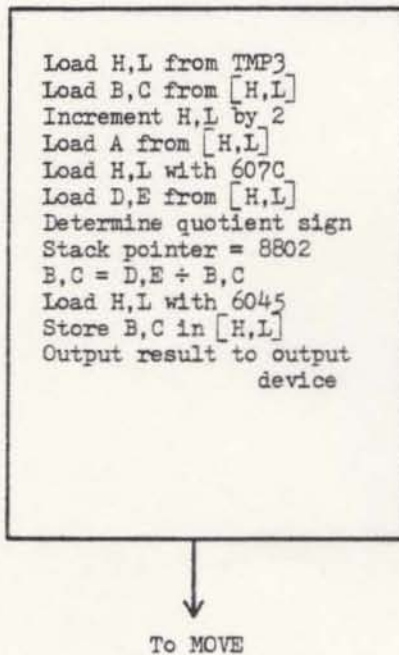 Load H,L from TMP3
Load B,C from [H,L]
Increment H,L by 2
Load A from [H,L]
Load H,L with 607C
Load D,E from [H,L]
Determine quotient sign
Stack pointer = 8802
B,C = D,E ÷ B,C
Load H,L with 6045
Store B,C in [H,L]
Output result to output
device
To MOVE